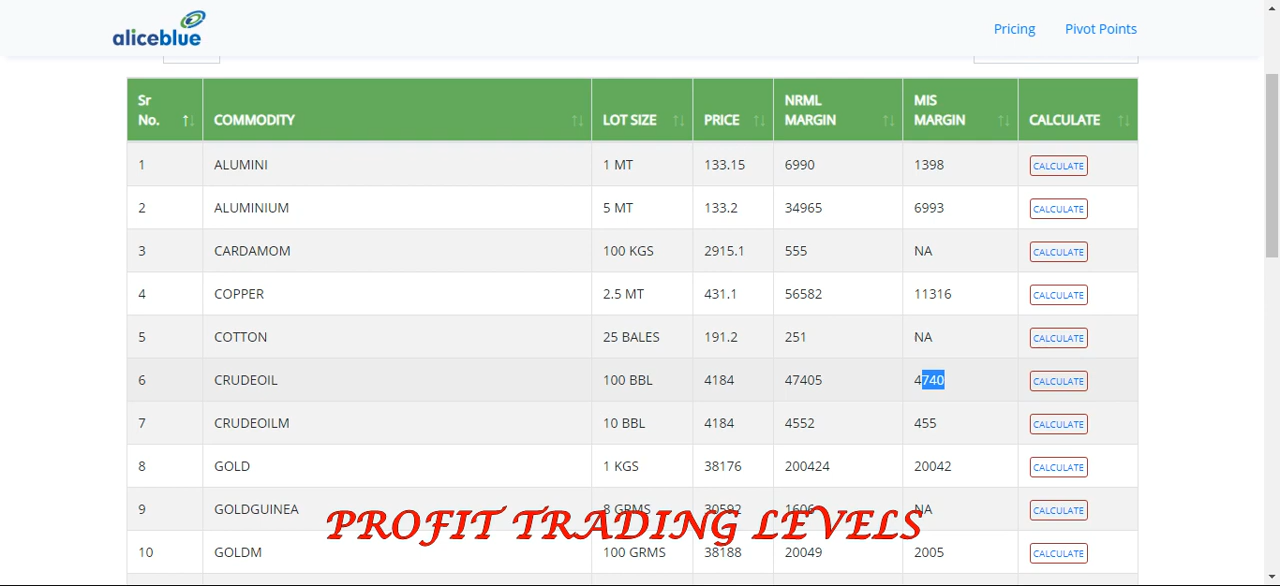 aliceblue
Pricing Pivot Points
Sr No. COMMODITY LOT SIZE PRICE NRML MARGIN MIS MARGIN CALCULATE
1 ALUMINI 1 MT 133.15 6990 1398 CALCULATE
2 ALUMINIUM 5 MT 133.2 34965 6993 CALCULATE
3 CARDAMOM 100 KGS 2915.1 555 NA CALCULATE
4 COPPER 2.5 MT 431.1 56582 11316 CALCULATE
5 COTTON 25 BALES 191.2 251 NA CALCULATE
6 CRUDEOIL 100 BBL 4184 47405 4740 CALCULATE
7 CRUDEOILM 10 BBL 4184 4552 455 CALCULATE
8 GOLD 1 KGS 38176 200424 20042 CALCULATE
9 GOLDGUINEA 8 GRMS 30592 1606 NA CALCULATE
PROFIT TRADING LEVELS
10 GOLDM 100 GRMS 38188 20049 2005 CALCULATE